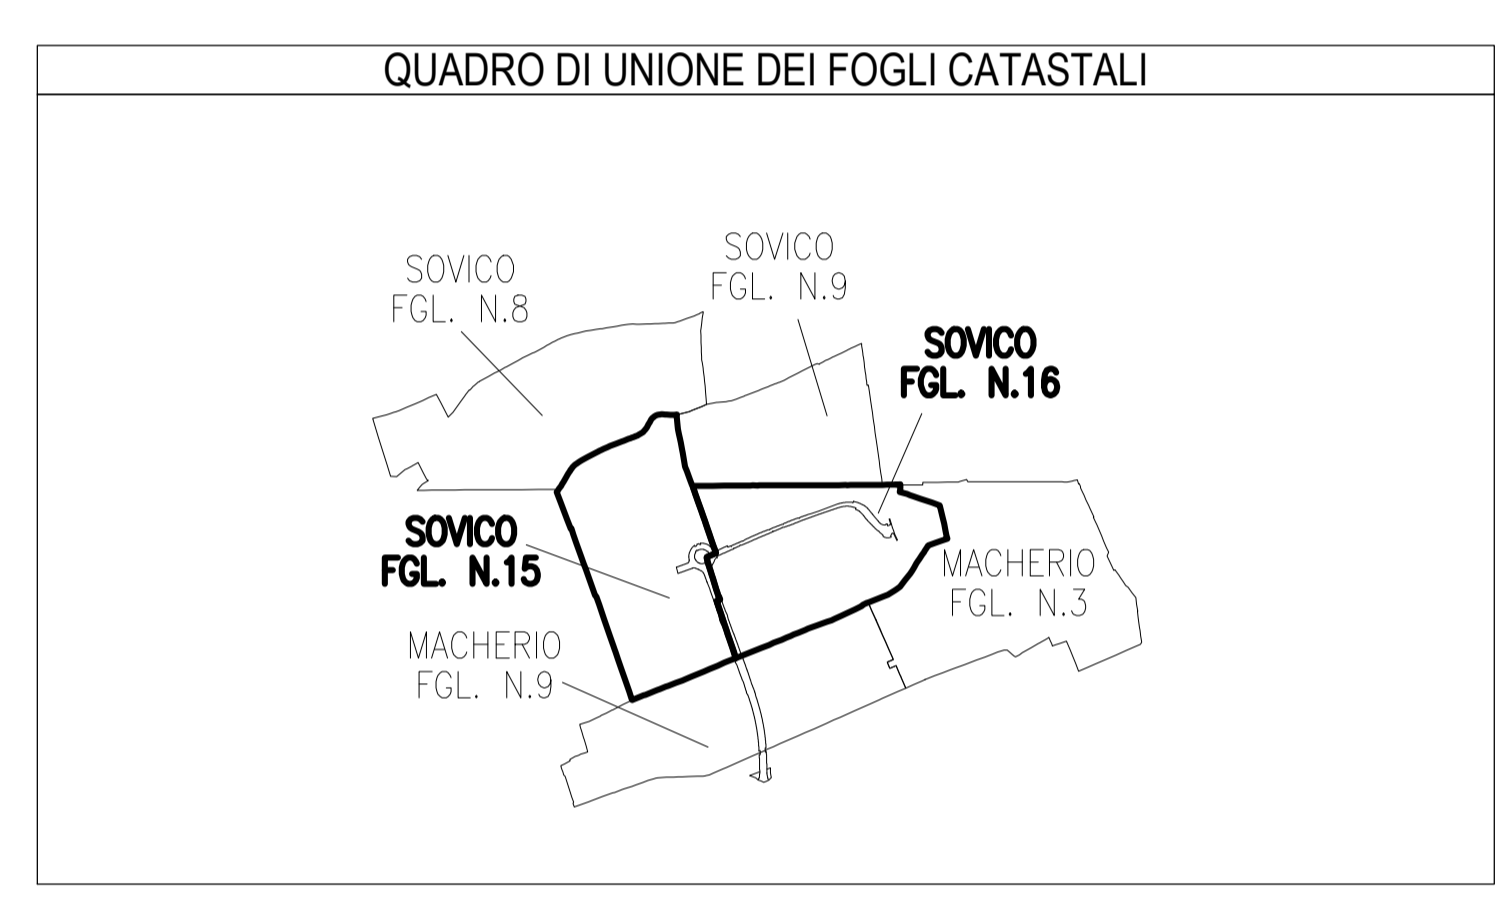 QUADRO DI UNIONE DEI FOGLI CATASTALI
SOVICO
FGL. N.8
SOVICO
FGL. N.9
SOVICO
FGL. N.16
SOVICO
FGL. N.15
MACHERIO
FGL. N.3
MACHERIO
FGL. N.9